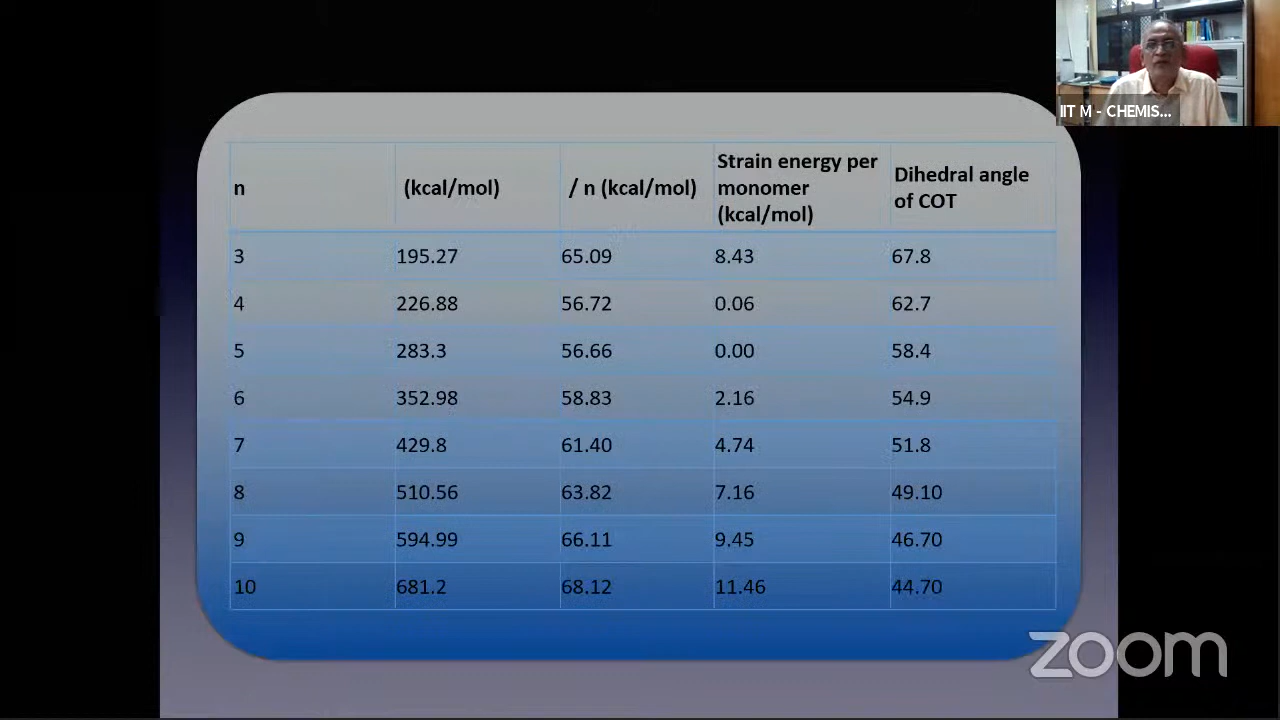 IIT M - CHEMIS...
n (kcal/mol) / n (kcal/mol) Strain energy per monomer (kcal/mol) Dihedral angle of COT
3 195.27 65.09 8.43 67.8
4 226.88 56.72 0.06 62.7
5 283.3 56.66 0.00 58.4
6 352.98 58.83 2.16 54.9
7 429.8 61.40 4.74 51.8
8 510.56 63.82 7.16 49.10
9 594.99 66.11 9.45 46.70
10 681.2 68.12 11.46 44.70
zoom